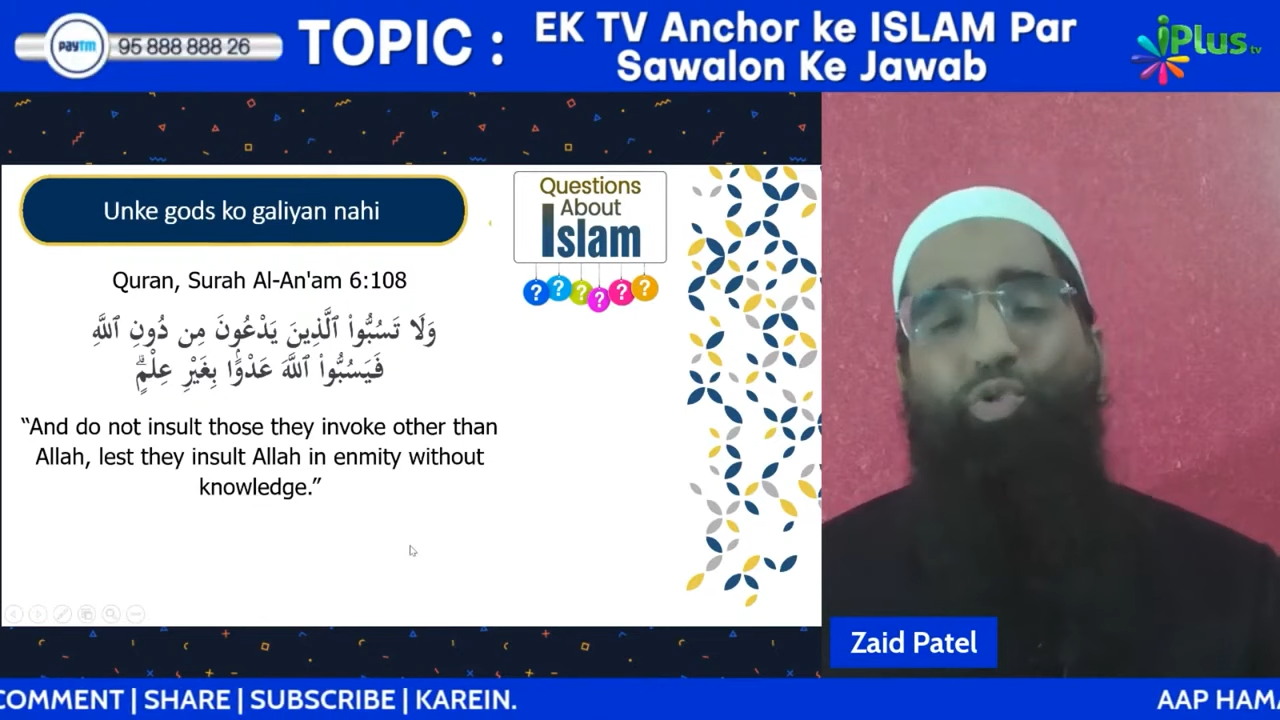 paytm
95 888 888 26
TOPIC :
EK TV Anchor ke ISLAM Par
Sawalon Ke Jawab
iPlus tv
Unke gods ko galiyan nahi
Questions
About
Islam
? ? ? ? ? ?
Quran, Surah Al-An'am 6:108
وَلَا تَسُبُّوا۟ ٱلَّذِينَ يَدْعُونَ مِن دُونِ ٱللَّهِ
فَيَسُبُّوا۟ ٱللَّهَ عَدْوًۢا بِغَيْرِ عِلْمٍۢ ۗ
“And do not insult those they invoke other than
Allah, lest they insult Allah in enmity without
knowledge.”
Zaid Patel
COMMENT | SHARE | SUBSCRIBE | KAREIN.
AAP HAMA